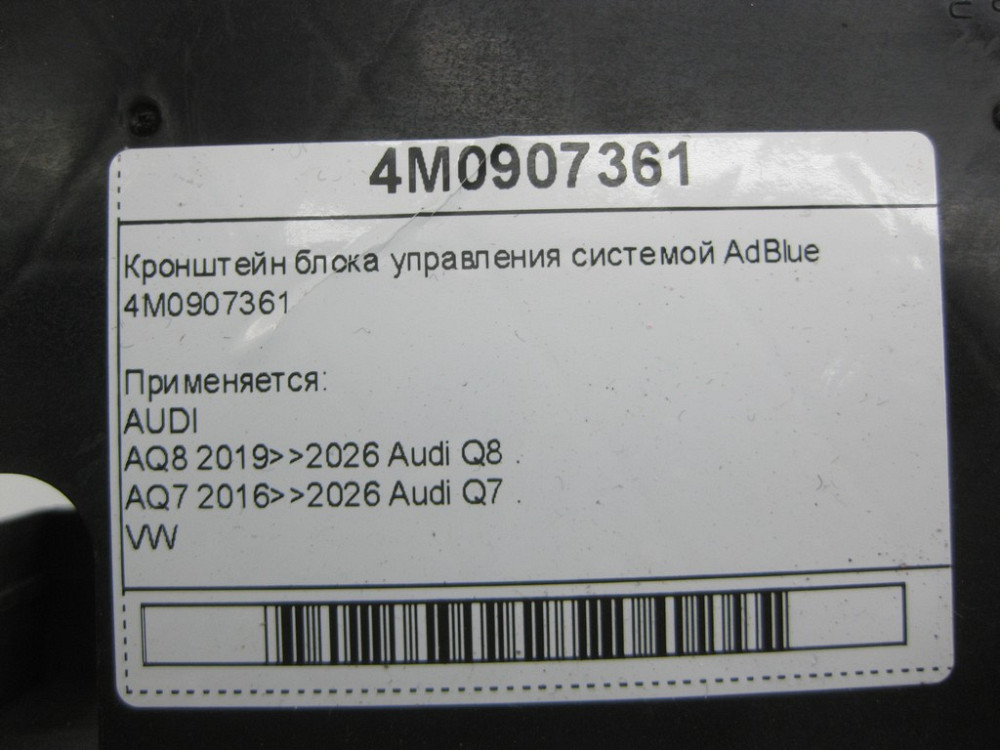 4M0907361
Кронштейн блока управления системой AdBlue
4M0907361
Применяется:
AUDI
AQ8 2019>>2026 Audi Q8 .
AQ7 2016>>2026 Audi Q7 .
VW